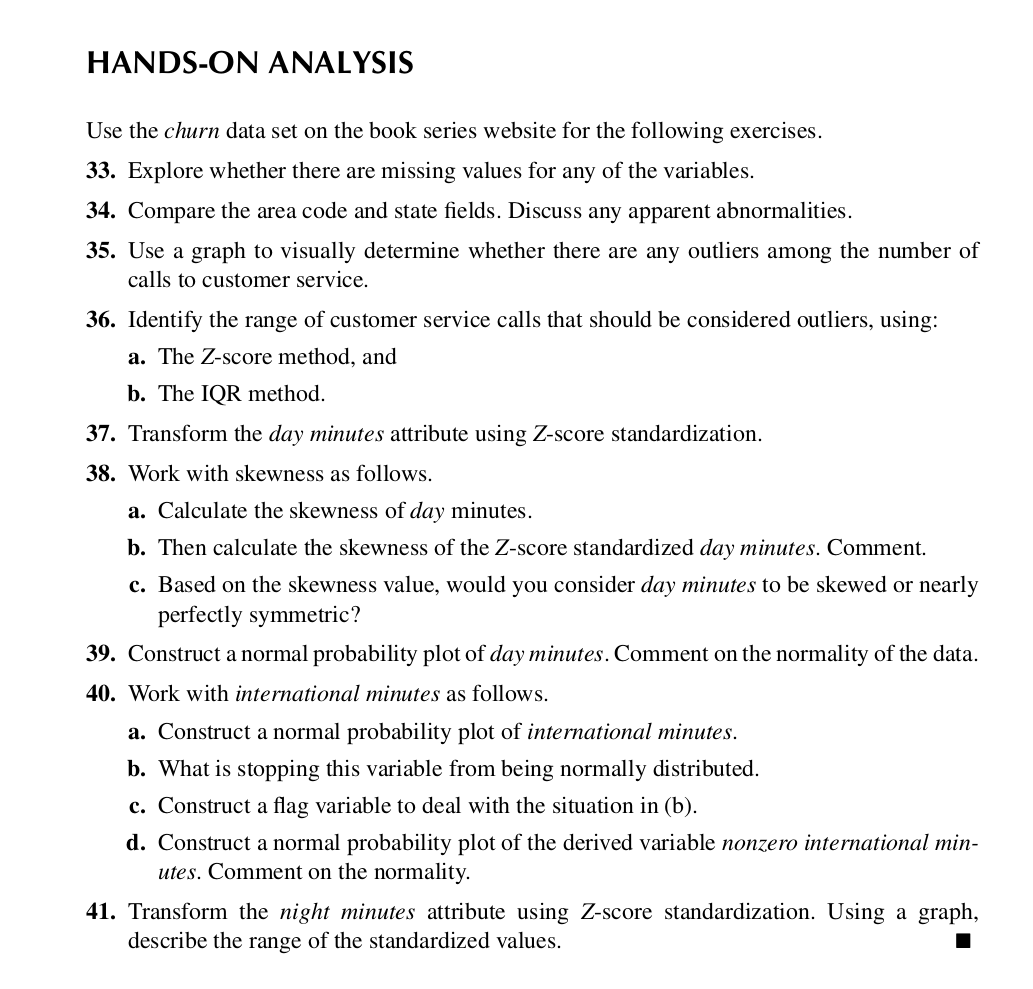 HANDS-ON ANALYSIS
Use the churn data set on the book series website for the following exercises.
33. Explore whether there are missing values for any of the variables.
34. Compare the area code and state fields. Discuss any apparent abnormalities.
35. Use a graph to visually determine whether there are any outliers among the number of
calls to customer service.
36. Identify the range of customer service calls that should be considered outliers, using:
a. The Z-score method, and
b. The IQR method.
37. Transform the day minutes attribute using Z-score standardization.
38. Work with skewness as follows.
a. Calculate the skewness of day minutes.
b. Then calculate the skewness of the Z-score standardized day minutes. Comment.
c. Based on the skewness value, would you consider day minutes to be skewed or nearly
perfectly symmetric?
39. Construct a normal probability plot of day minutes. Comment on the normality of the data.
40. Work with international minutes as follows.
a. Construct a normal probability plot of international minutes.
b. What is stopping this variable from being normally distributed.
c. Construct a flag variable to deal with the situation in (b).
d. Construct a normal probability plot of the derived variable nonzero international min-
utes. Comment on the normality.
41. Transform the night minutes attribute using Z-score standardization. Using a graph,
describe the range of the standardized values.